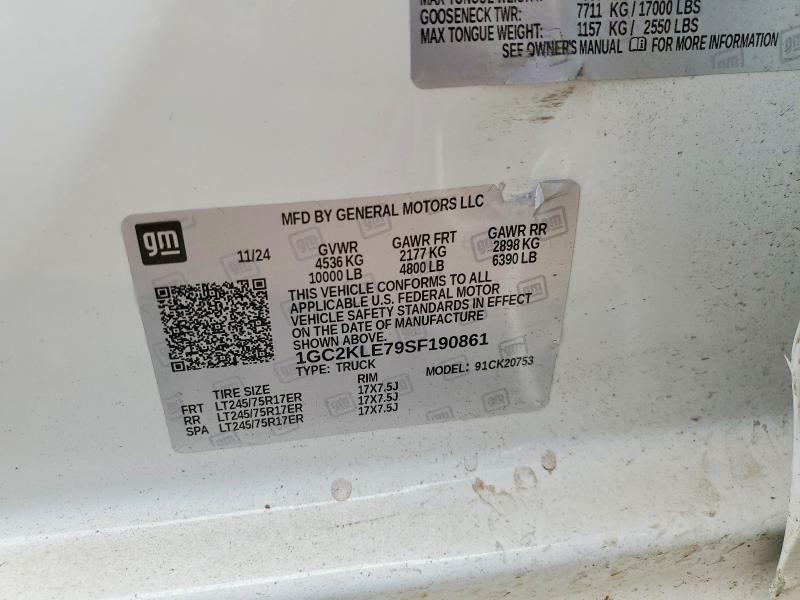 MAX TONGUE WEIGHT:
GOOSENECK TWR: 7711 KG/17000 LBS
MAX TONGUE WEIGHT: 1157 KG/ 2550 LBS
SEE OWNER'S MANUAL FOR MORE INFORMATION
gm
MFD BY GENERAL MOTORS LLC
11/24 GVWR GAWR FRT GAWR RR
4536 KG 2177 KG 2898 KG
10000 LB 4800 LB 6390 LB
THIS VEHICLE CONFORMS TO ALL
APPLICABLE U.S. FEDERAL MOTOR
VEHICLE SAFETY STANDARDS IN EFFECT
ON THE DATE OF MANUFACTURE
SHOWN ABOVE.
1GC2KLE79SF190861
TYPE: TRUCK MODEL: 91CK20753
TIRE SIZE RIM
FRT LT245/75R17ER 17X7.5J
RR LT245/75R17ER 17X7.5J
SPA LT245/75R17ER 17X7.5J